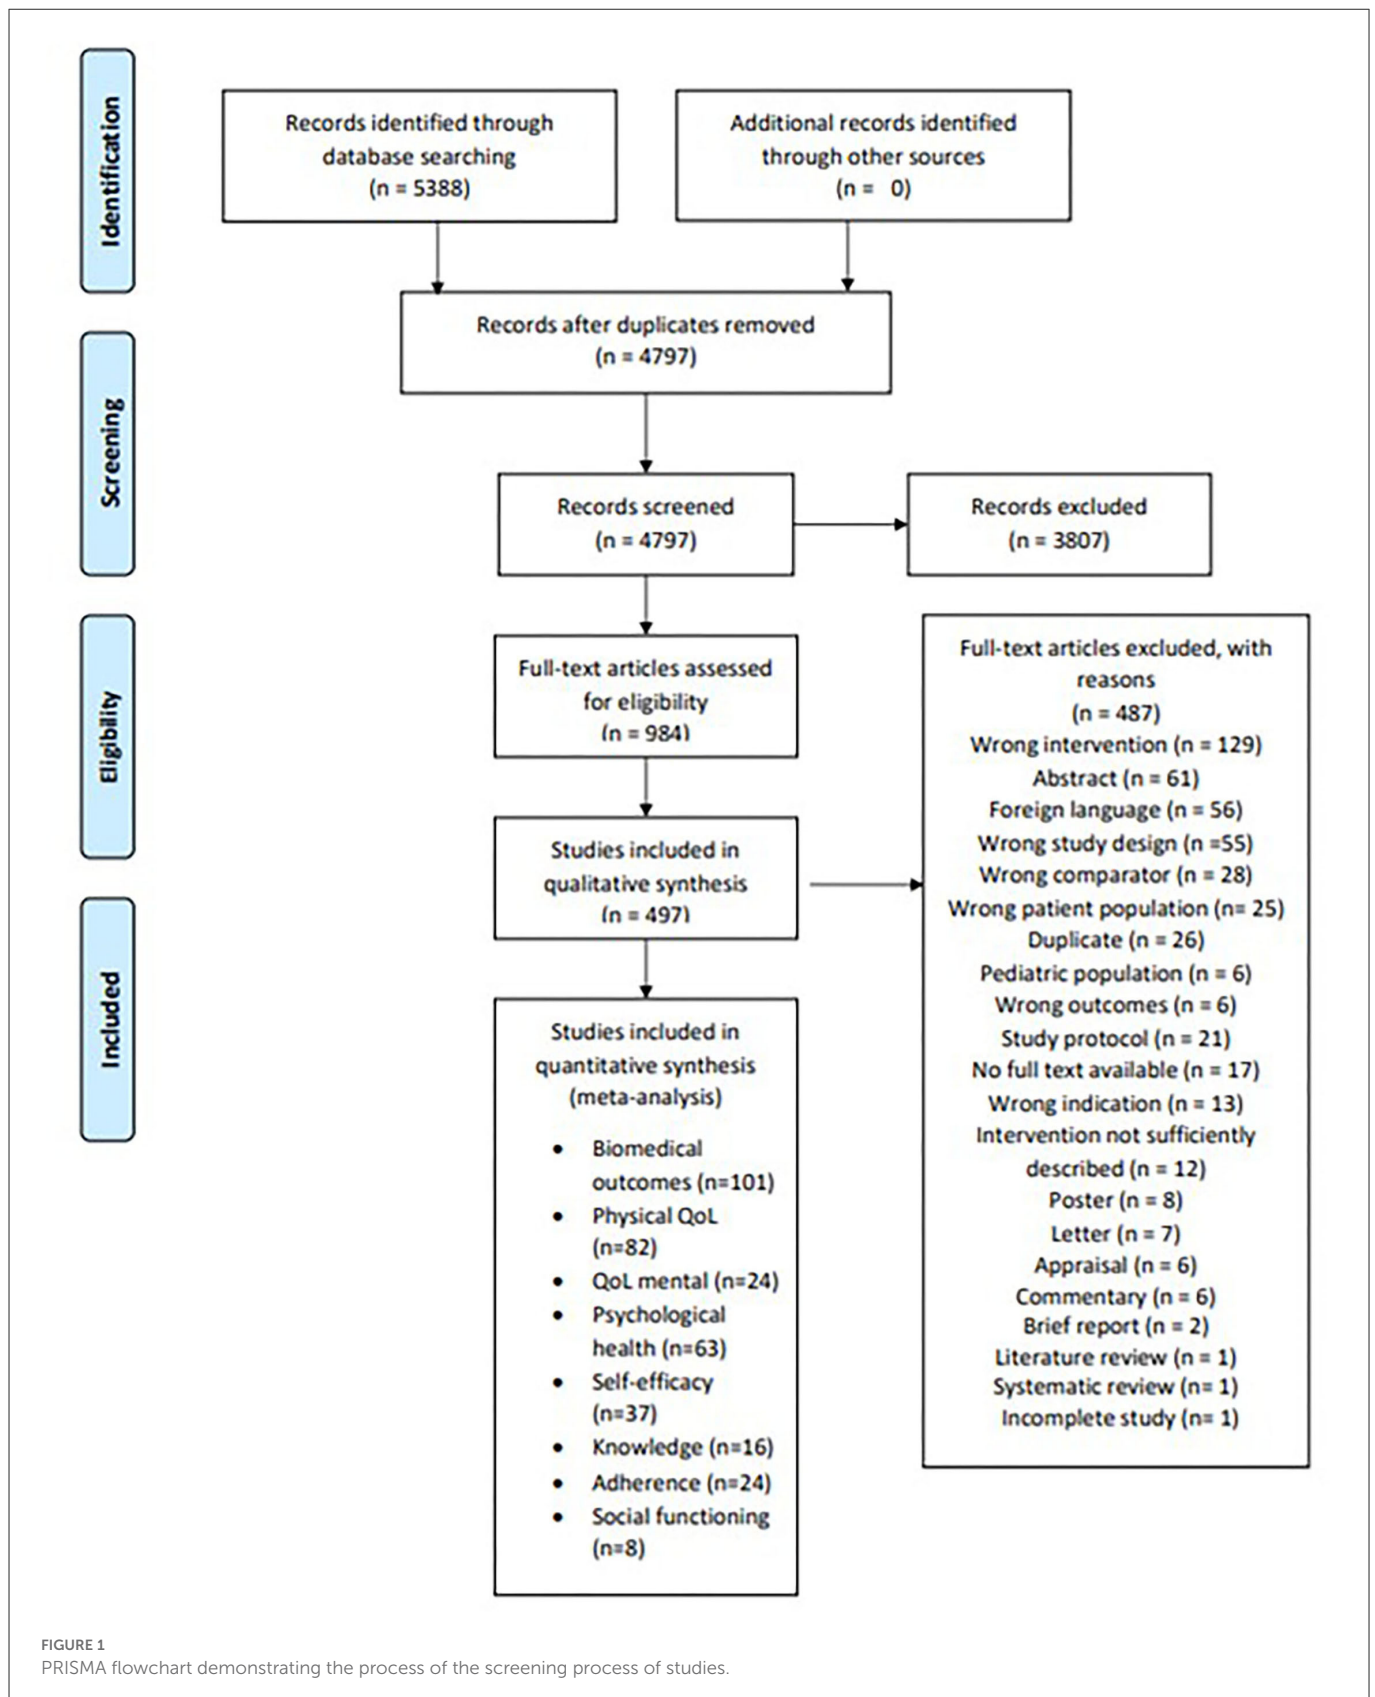 Identification
Records identified through
database searching
(n = 5388)
Additional records identified
through other sources
(n = 0)
Records after duplicates removed
(n = 4797)
Screening
Records screened
(n = 4797)
Records excluded
(n = 3807)
Eligibility
Full-text articles assessed
for eligibility
(n = 984)
Studies included in
qualitative synthesis
(n = 497)
Full-text articles excluded, with
reasons
(n = 487)
Wrong intervention (n = 129)
Abstract (n = 61)
Foreign language (n = 56)
Wrong study design (n =55)
Wrong comparator (n = 28)
Wrong patient population (n= 25)
Duplicate (n = 26)
Pediatric population (n = 6)
Wrong outcomes (n = 6)
Study protocol (n = 21)
No full text available (n = 17)
Wrong indication (n = 13)
Intervention not sufficiently
described (n = 12)
Poster (n = 8)
Letter (n = 7)
Appraisal (n = 6)
Commentary (n = 6)
Brief report (n = 2)
Literature review (n = 1)
Systematic review (n= 1)
Incomplete study (n= 1)
Included
Studies included in
quantitative synthesis
(meta-analysis)
• Biomedical
outcomes (n=101)
• Physical QoL
(n=82)
• QoL mental (n=24)
• Psychological
health (n=63)
• Self-efficacy
(n=37)
• Knowledge (n=16)
• Adherence (n=24)
• Social functioning
(n=8)
FIGURE 1
PRISMA flowchart demonstrating the process of the screening process of studies.